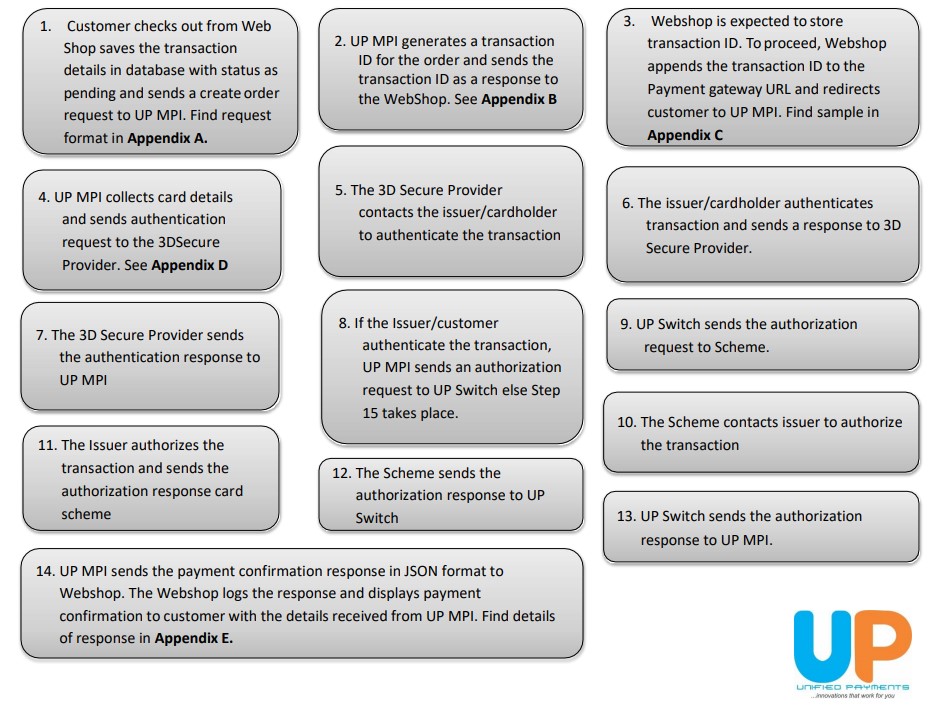 1. Customer checks out from Web
Shop saves the transaction
details in database with status as
pending and sends a create order
request to UP MPI. Find request
format in Appendix A.
2. UP MPI generates a transaction
ID for the order and sends the
transaction ID as a response to
the WebShop. See Appendix B
3. Webshop is expected to store
transaction ID. To proceed, Webshop
appends the transaction ID to the
Payment gateway URL and redirects
customer to UP MPI. Find sample in
Appendix C
4. UP MPI collects card details
and sends authentication
request to the 3DSecure
Provider. See Appendix D
5. The 3D Secure Provider
contacts the issuer/cardholder
to authenticate the transaction
6. The issuer/cardholder authenticates
transaction and sends a response to 3D
Secure Provider.
7. The 3D Secure Provider sends
the authentication response to
UP MPI
8. If the Issuer/customer
authenticate the transaction,
UP MPI sends an authorization
request to UP Switch else Step
15 takes place.
9. UP Switch sends the authorization
request to Scheme.
10. The Scheme contacts issuer to authorize
the transaction
11. The Issuer authorizes the
transaction and sends the
authorization response card
scheme
12. The Scheme sends the
authorization response to UP
Switch
13. UP Switch sends the authorization
response to UP MPI.
14. UP MPI sends the payment confirmation response in JSON format to
Webshop. The Webshop logs the response and displays payment
confirmation to customer with the details received from UP MPI. Find details
of response in Appendix E.
UP
UNIFIED PAYMENTS
...innovations that work for you